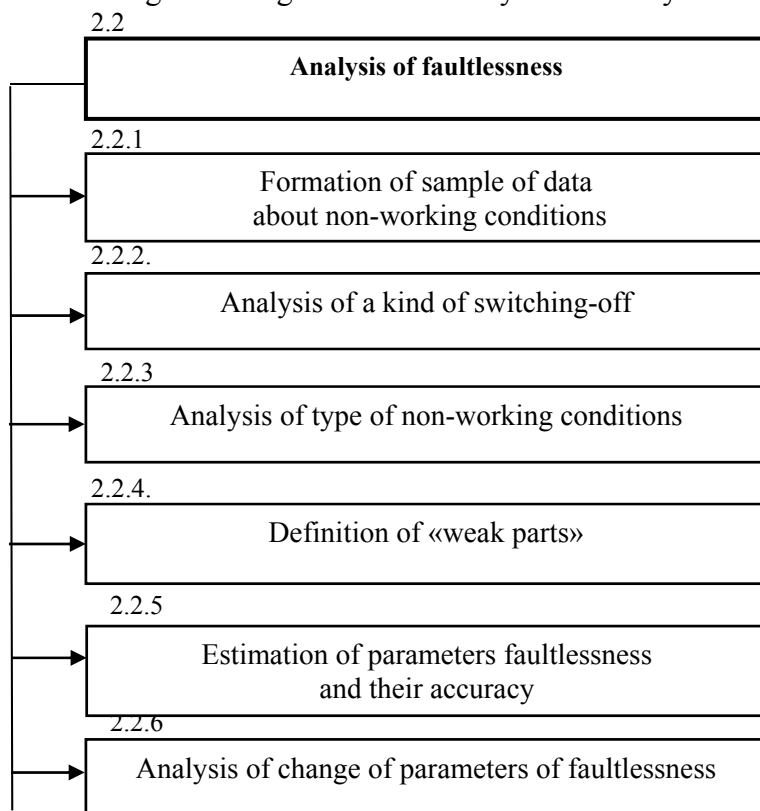 2.2
Analysis of faultlessness
2.2.1
Formation of sample of data
about non-working conditions
2.2.2.
Analysis of a kind of switching-off
2.2.3
Analysis of type of non-working conditions
2.2.4.
Definition of «weak parts»
2.2.5
Estimation of parameters faultlessness
and their accuracy
2.2.6
Analysis of change of parameters of faultlessness